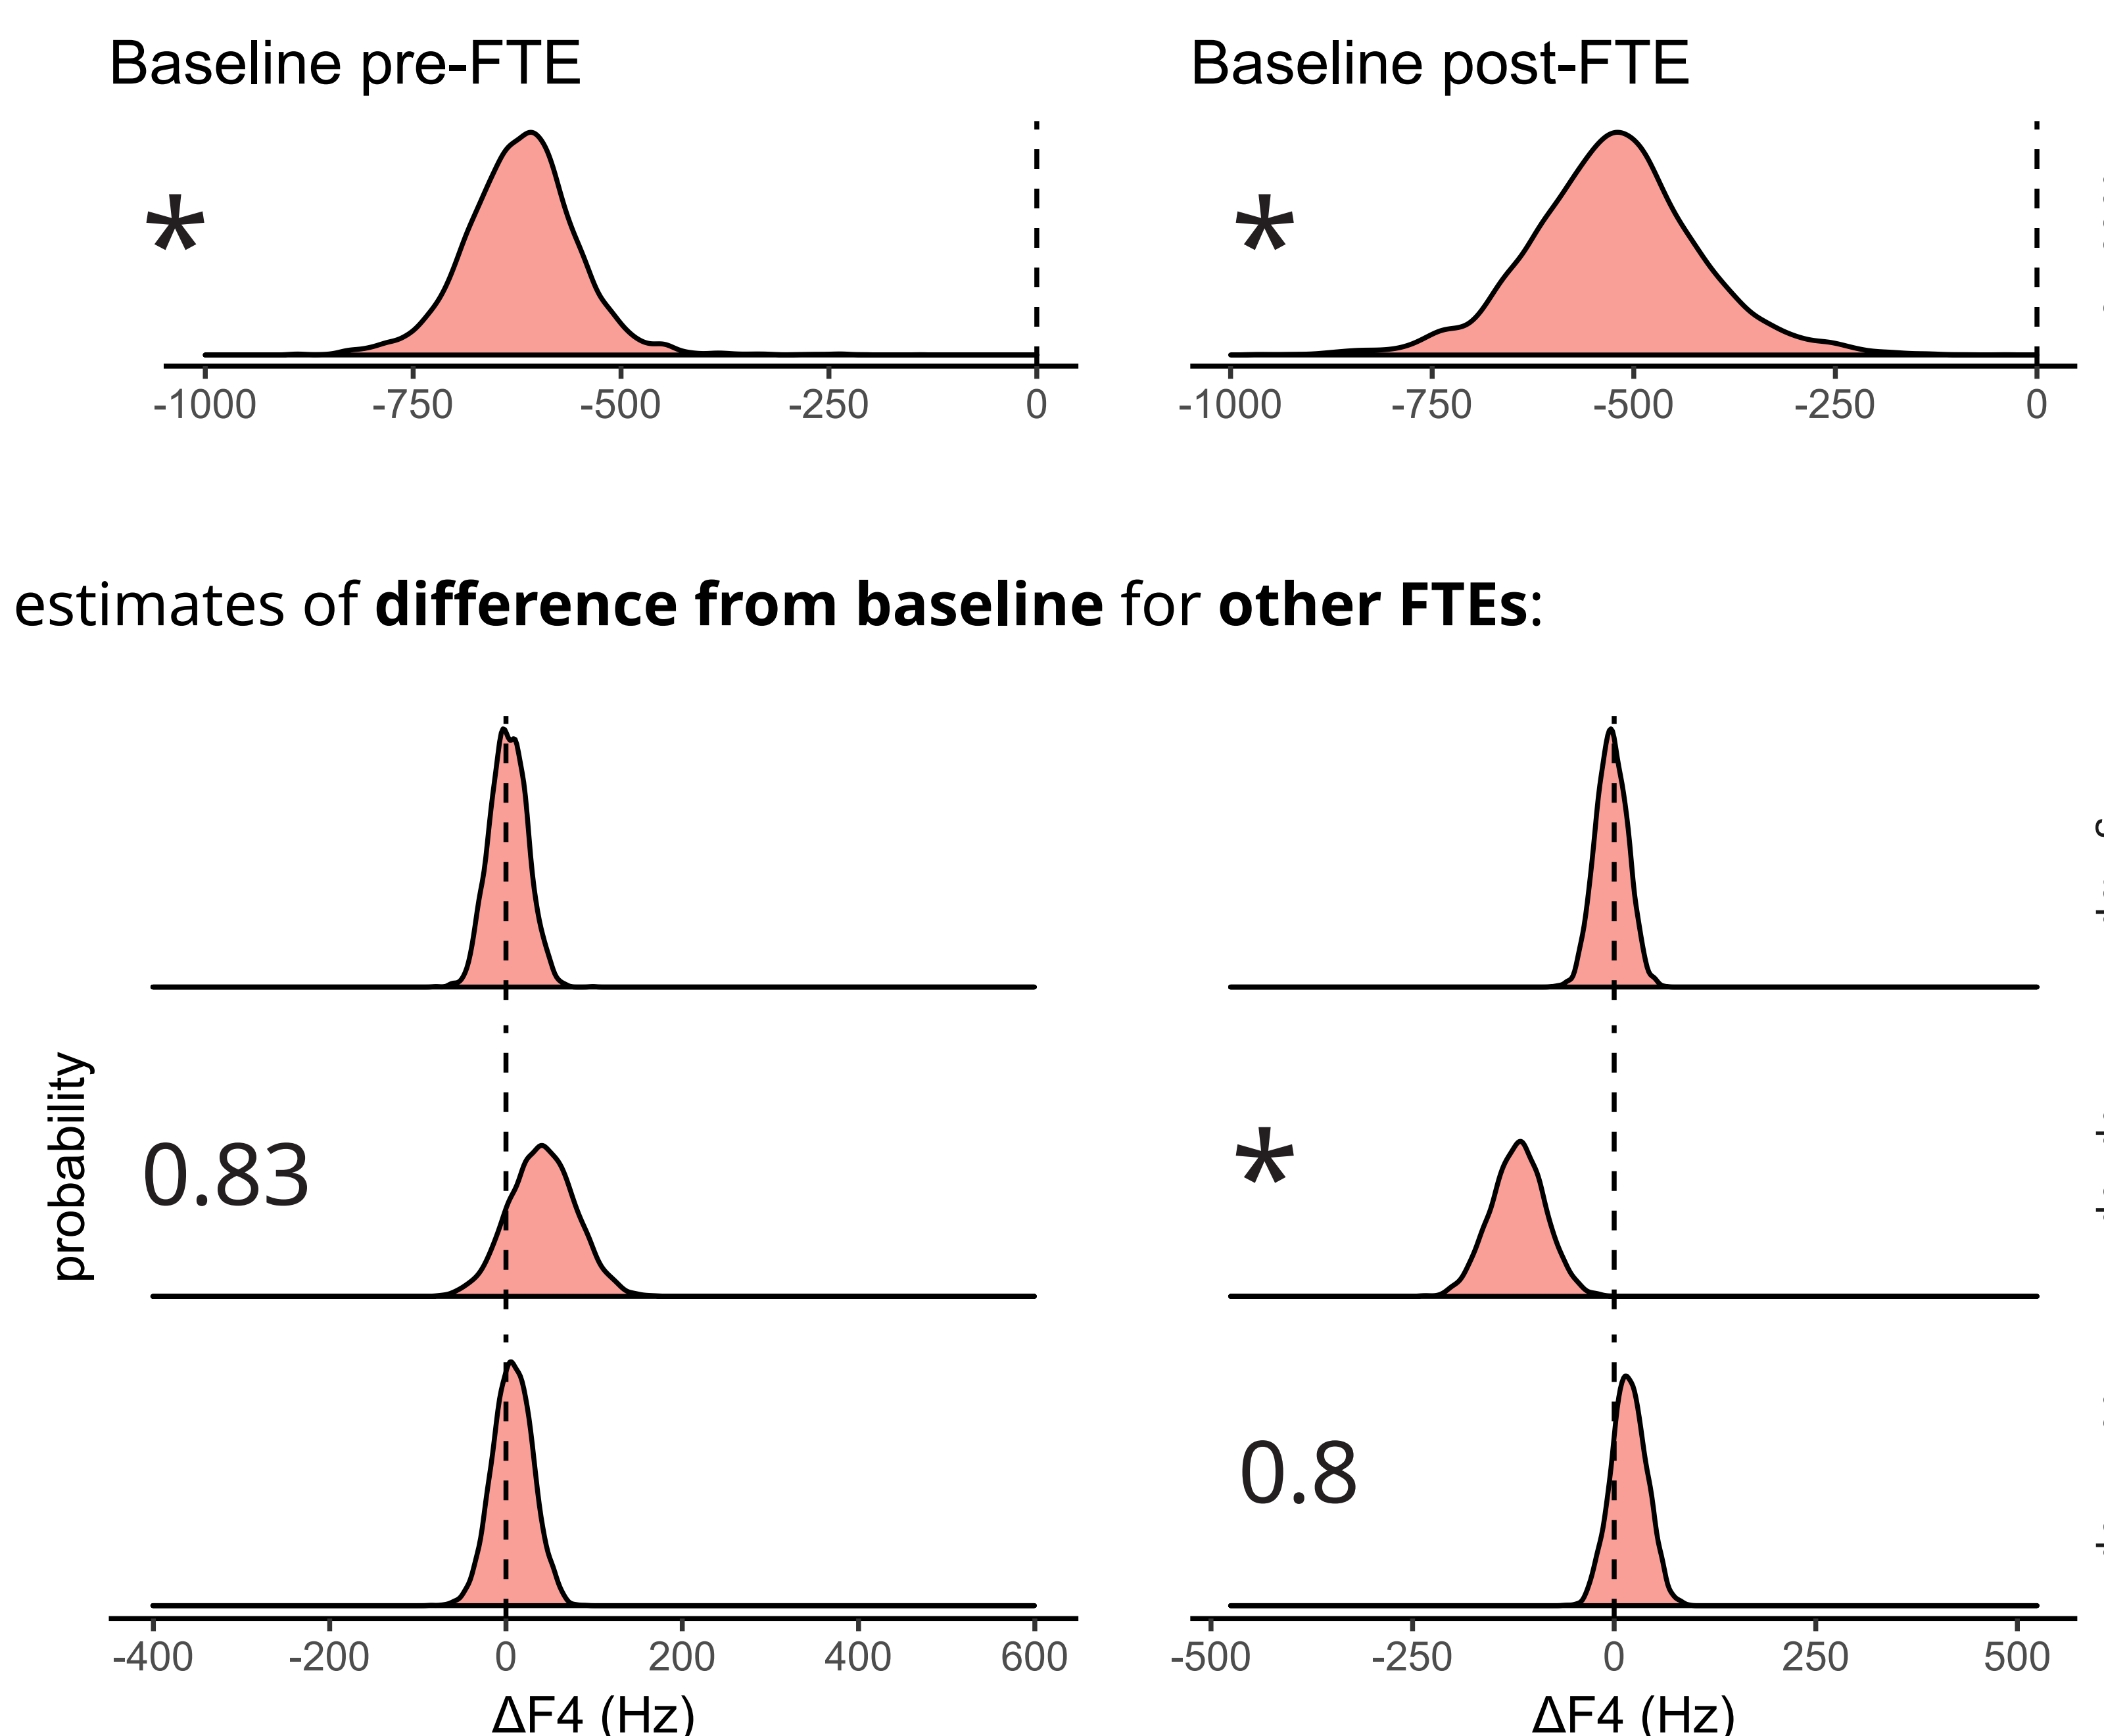 Baseline pre-FTE
Baseline post-FTE
*
*
-1000 -750 -500 -250 0
-1000 -750 -500 -250 0
estimates of difference from baseline for other FTEs:
probability
0.83
*
0.8
-400 -200 0 200 400 600
-500 -250 0 250 500
ΔF4 (Hz)
ΔF4 (Hz)